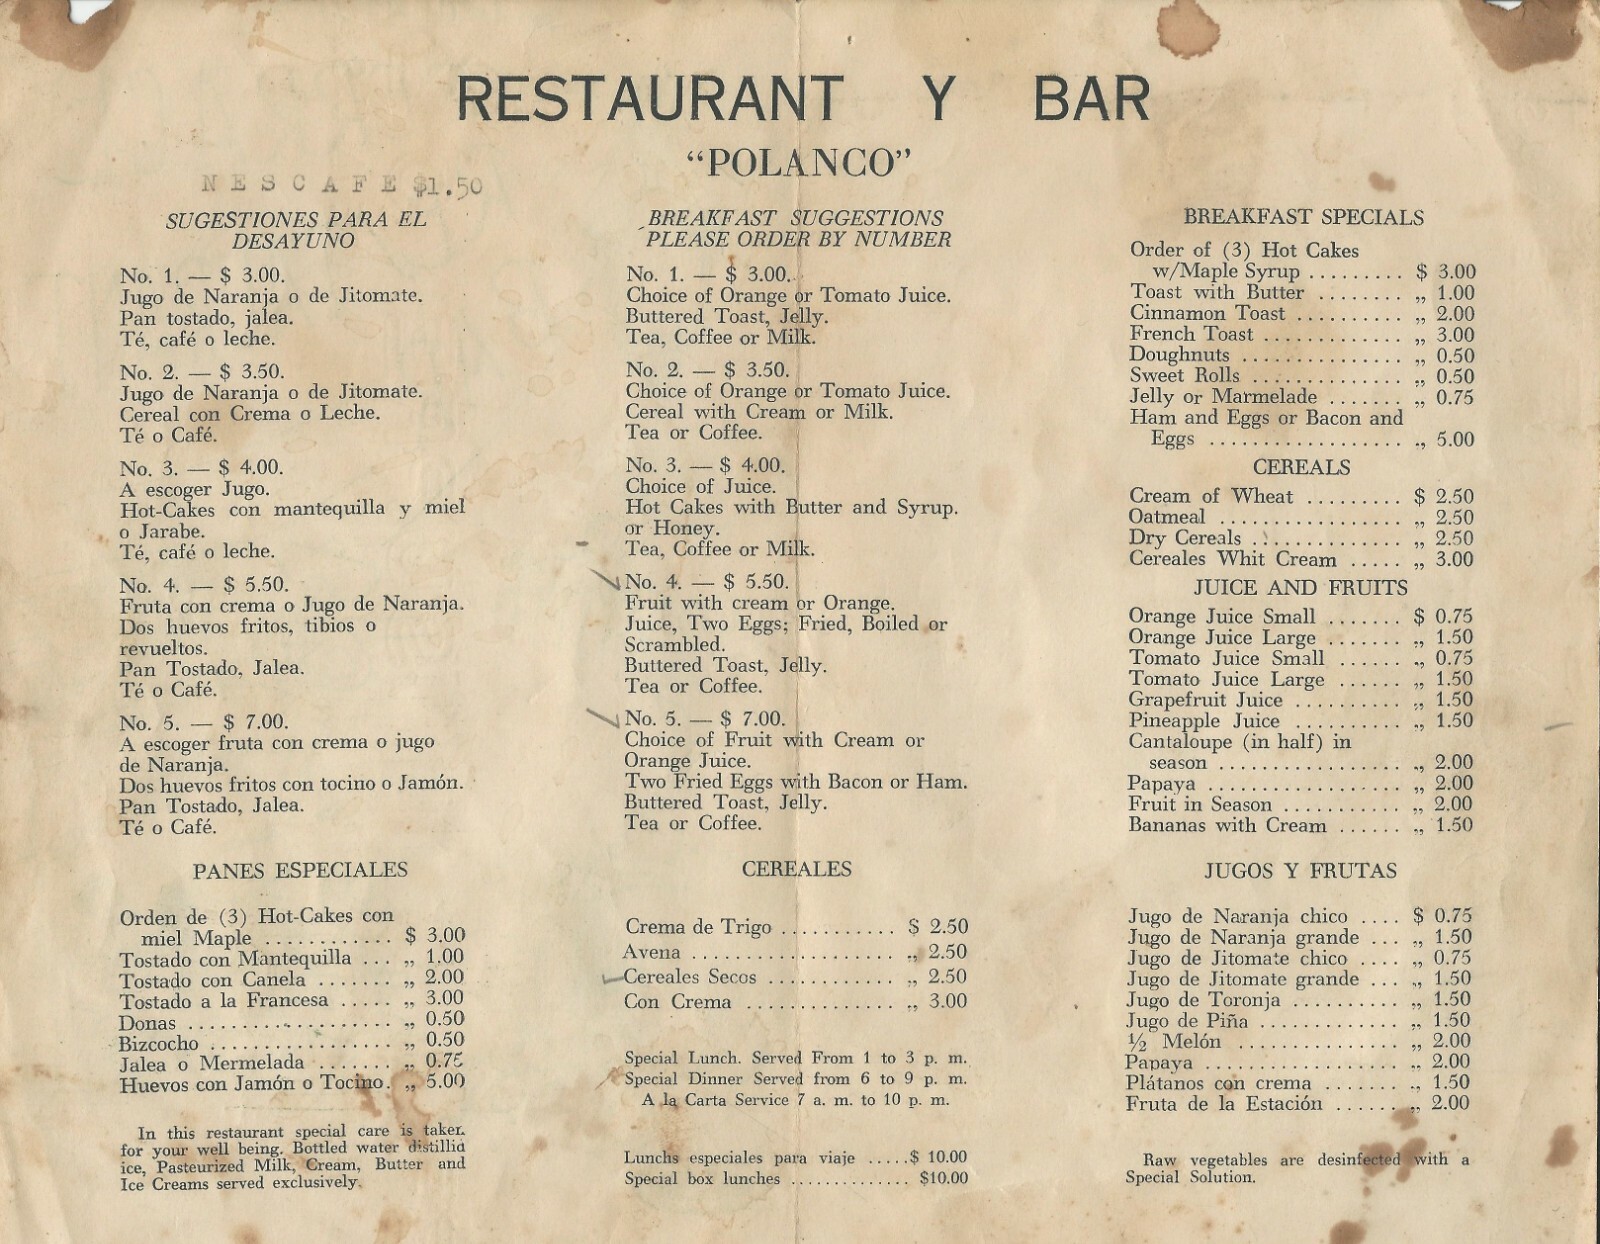 RESTAURANT Y BAR
"POLANCO"
NESCAFE $1.50
SUGESTIONES PARA EL
DESAYUNO
No. 1. — $ 3.00.
Jugo de Naranja o de Jitomate.
Pan tostado, jalea.
Té, café o leche.
No. 2. — $ 3.50.
Jugo de Naranja o de Jitomate.
Cereal con Crema o Leche.
Té o Café.
No. 3. — $ 4.00.
A escoger Jugo.
Hot-Cakes con mantequilla y miel
o Jarabe.
Té, café o leche.
No. 4. — $ 5.50.
Fruta con crema o Jugo de Naranja.
Dos huevos fritos, tibios o
revueltos.
Pan Tostado, Jalea.
Té o Café.
No. 5. — $ 7.00.
A escoger fruta con crema o jugo
de Naranja.
Dos huevos fritos con tocino o Jamón.
Pan Tostado, Jalea.
Té o Café.
PANES ESPECIALES
Orden de (3) Hot-Cakes con
miel Maple ............ $ 3.00
Tostado con Mantequilla ... ,, 1.00
Tostado con Canela ....... ,, 2.00
Tostado a la Francesa ..... ,, 3.00
Donas ................... ,, 0.50
Bizcocho ................. ,, 0.50
Jalea o Mermelada ....... ,, 0.75
Huevos con Jamón o Tocino. ,, 5.00
In this restaurant special care is taken
for your well being. Bottled water distillid
ice, Pasteurized Milk, Cream, Butter and
Ice Creams served exclusively.
BREAKFAST SUGGESTIONS
PLEASE ORDER BY NUMBER
No. 1. — $ 3.00.
Choice of Orange or Tomato Juice.
Buttered Toast, Jelly.
Tea, Coffee or Milk.
No. 2. — $ 3.50.
Choice of Orange or Tomato Juice.
Cereal with Cream or Milk.
Tea or Coffee.
No. 3. — $ 4.00.
Choice of Juice.
Hot Cakes with Butter and Syrup.
or Honey.
Tea, Coffee or Milk.
No. 4. — $ 5.50.
Fruit with cream or Orange.
Juice, Two Eggs; Fried, Boiled or
Scrambled.
Buttered Toast, Jelly.
Tea or Coffee.
No. 5. — $ 7.00.
Choice of Fruit with Cream or
Orange Juice.
Two Fried Eggs with Bacon or Ham.
Buttered Toast, Jelly.
Tea or Coffee.
CEREALES
Crema de Trigo ........... $ 2.50
Avena .................... ,, 2.50
Cereales Secos ............ ,, 2.50
Con Crema .............. ,, 3.00
Special Lunch. Served From 1 to 3 p. m.
Special Dinner Served from 6 to 9 p. m.
A la Carta Service 7 a. m. to 10 p. m.
Lunchs especiales para viaje .....$ 10.00
Special box lunches .............. $10.00
BREAKFAST SPECIALS
Order of (3) Hot Cakes
w/Maple Syrup ......... $ 3.00
Toast with Butter ........ ,, 1.00
Cinnamon Toast .......... ,, 2.00
French Toast ............. ,, 3.00
Doughnuts ............... ,, 0.50
Sweet Rolls .............. ,, 0.50
Jelly or Marmelade ....... ,, 0.75
Ham and Eggs or Bacon and
Eggs .................. ,, 5.00
CEREALS
Cream of Wheat ......... $ 2.50
Oatmeal ................. ,, 2.50
Dry Cereals .............. ,, 2.50
Cereales Whit Cream ..... ,, 3.00
JUICE AND FRUITS
Orange Juice Small ....... $ 0.75
Orange Juice Large ....... ,, 1.50
Tomato Juice Small ...... ,, 0.75
Tomato Juice Large ...... ,, 1.50
Grapefruit Juice .......... ,, 1.50
Pineapple Juice .......... ,, 1.50
Cantaloupe (in half) in
season ................. ,, 2.00
Papaya .................. ,, 2.00
Fruit in Season ........... ,, 2.00
Bananas with Cream ...... ,, 1.50
JUGOS Y FRUTAS
Jugo de Naranja chico .... $ 0.75
Jugo de Naranja grande ... ,, 1.50
Jugo de Jitomate chico .... ,, 0.75
Jugo de Jitomate grande ... ,, 1.50
Jugo de Toronja .......... ,, 1.50
Jugo de Piña ............. ,, 1.50
½ Melón ............... ,, 2.00
Papaya .................. ,, 2.00
Plátanos con crema ....... ,, 1.50
Fruta de la Estación ...... ,, 2.00
Raw vegetables are desinfected with a
Special Solution.